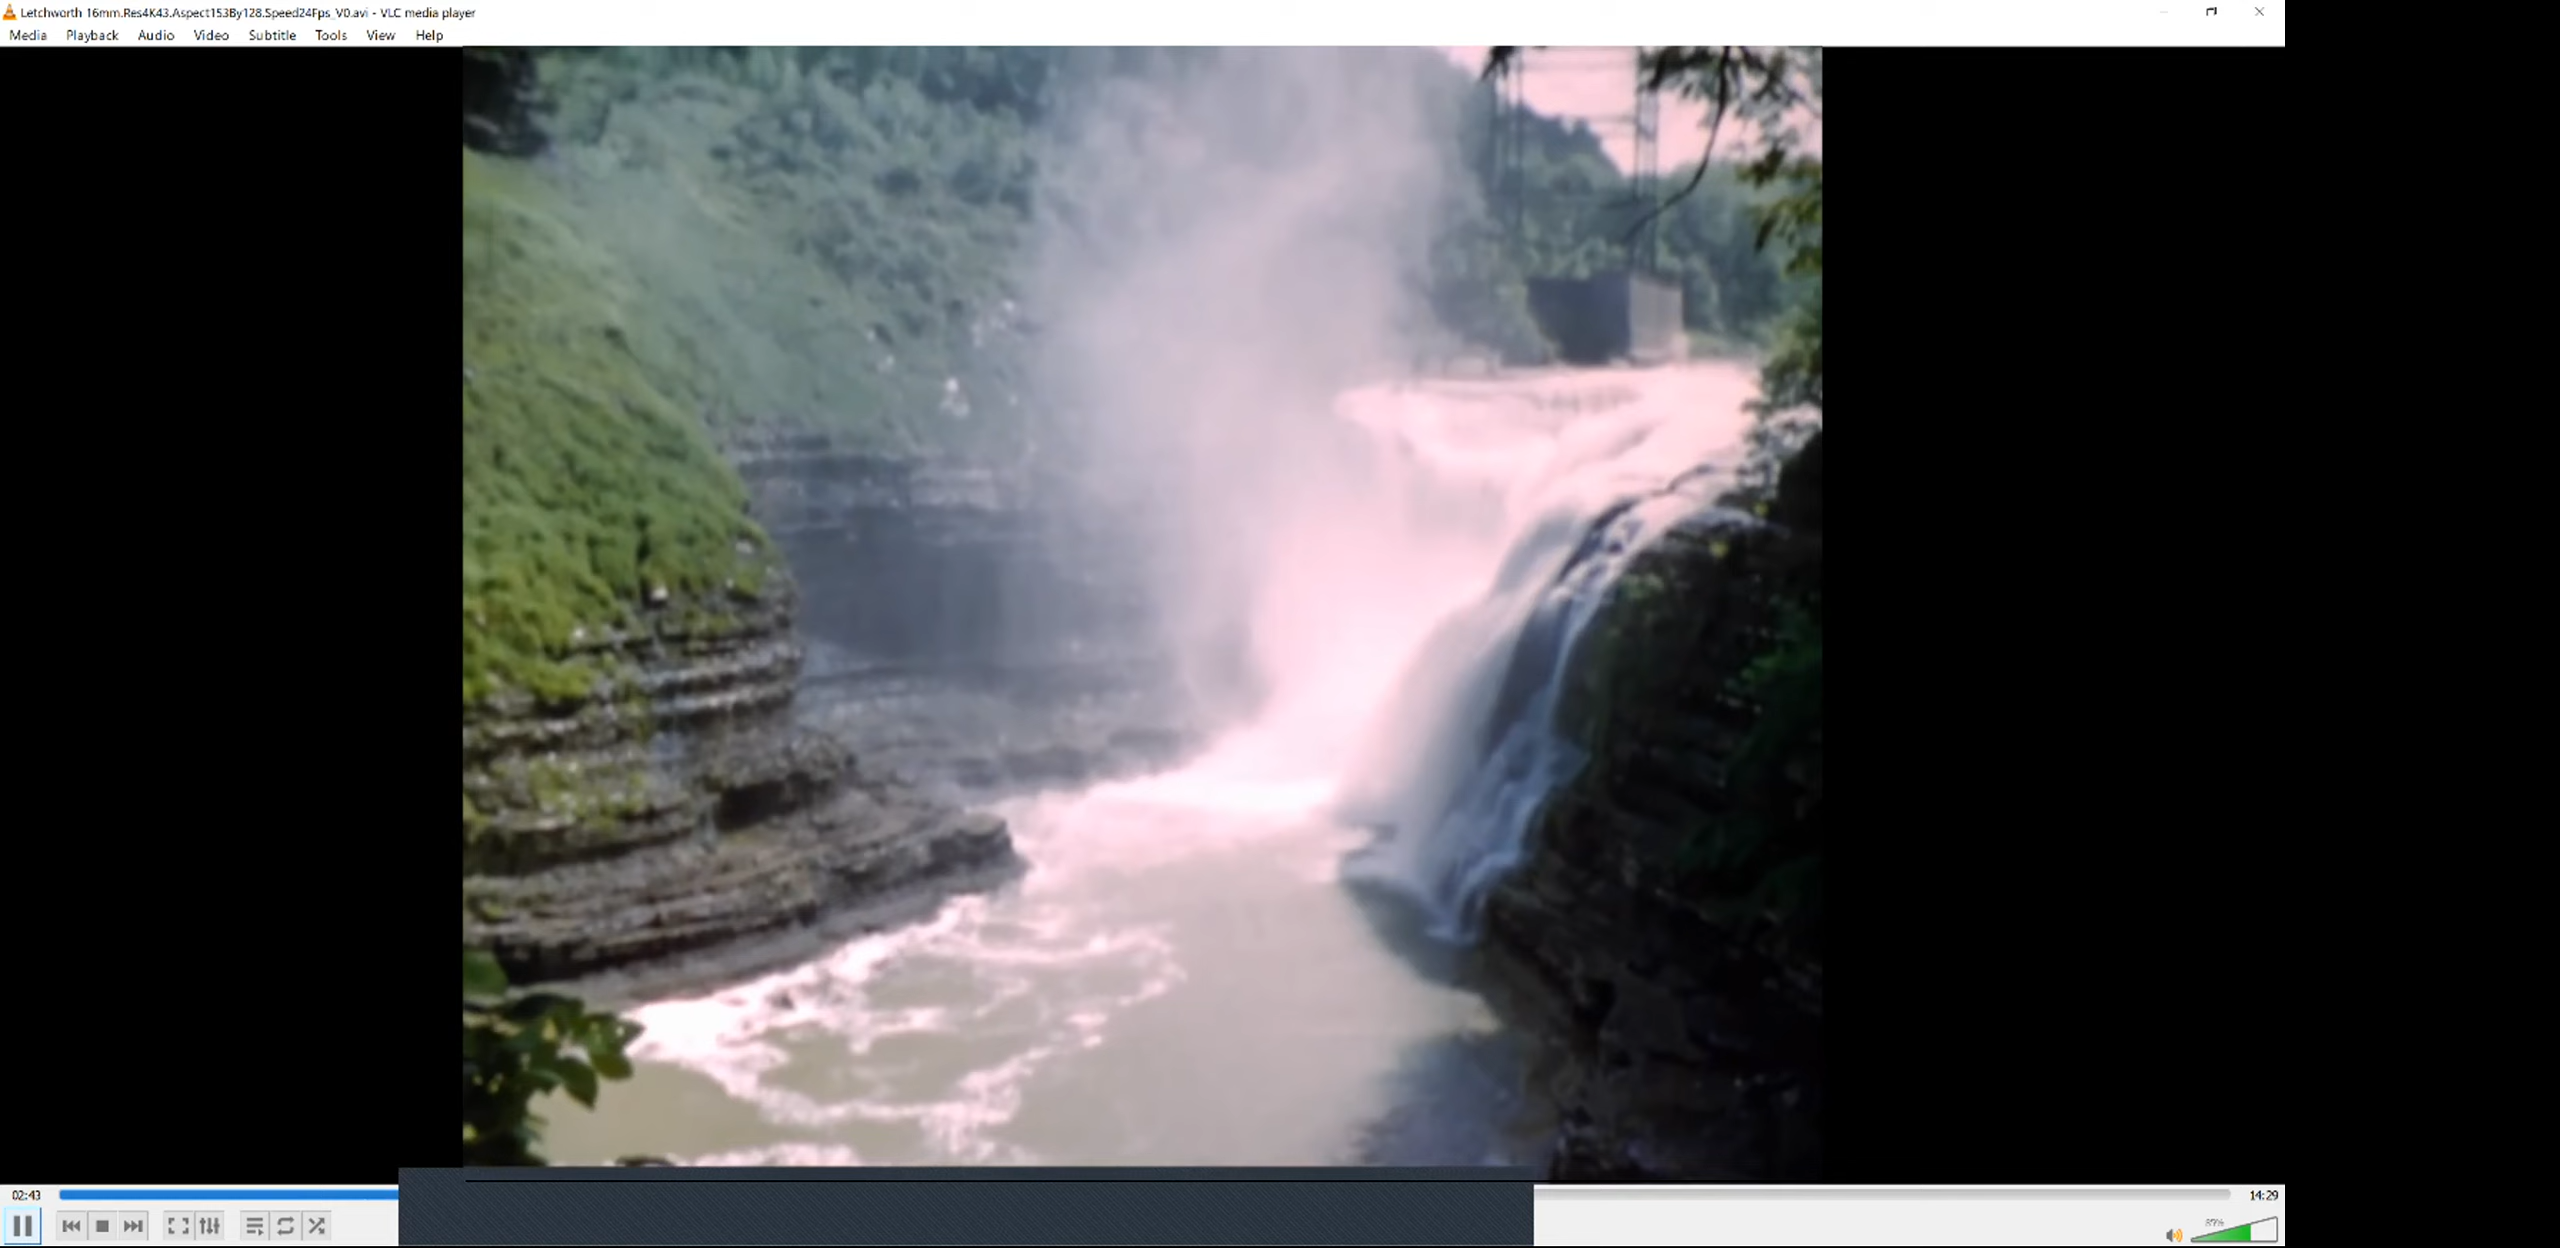 Letchworth 16mm.Res4K43.Aspect153By128.Speed24Fps_V0.avi - VLC media player
Media Playback Audio Video Subtitle Tools View Help
02:43
14:29
87%